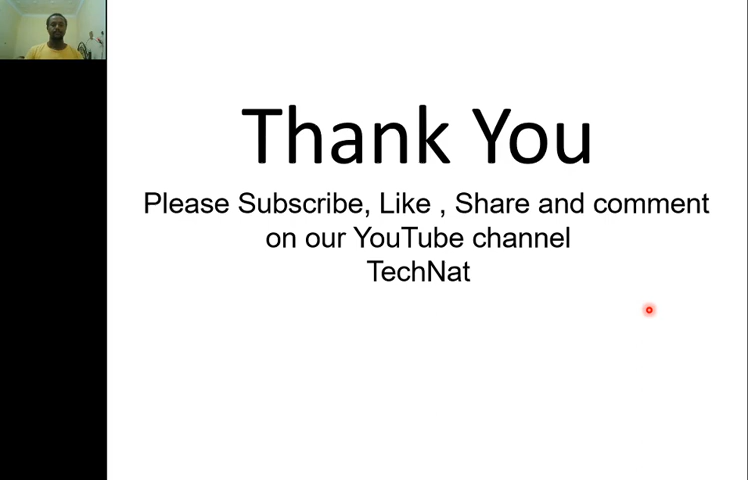 Thank You
Please Subscribe, Like , Share and comment
on our YouTube channel
TechNat